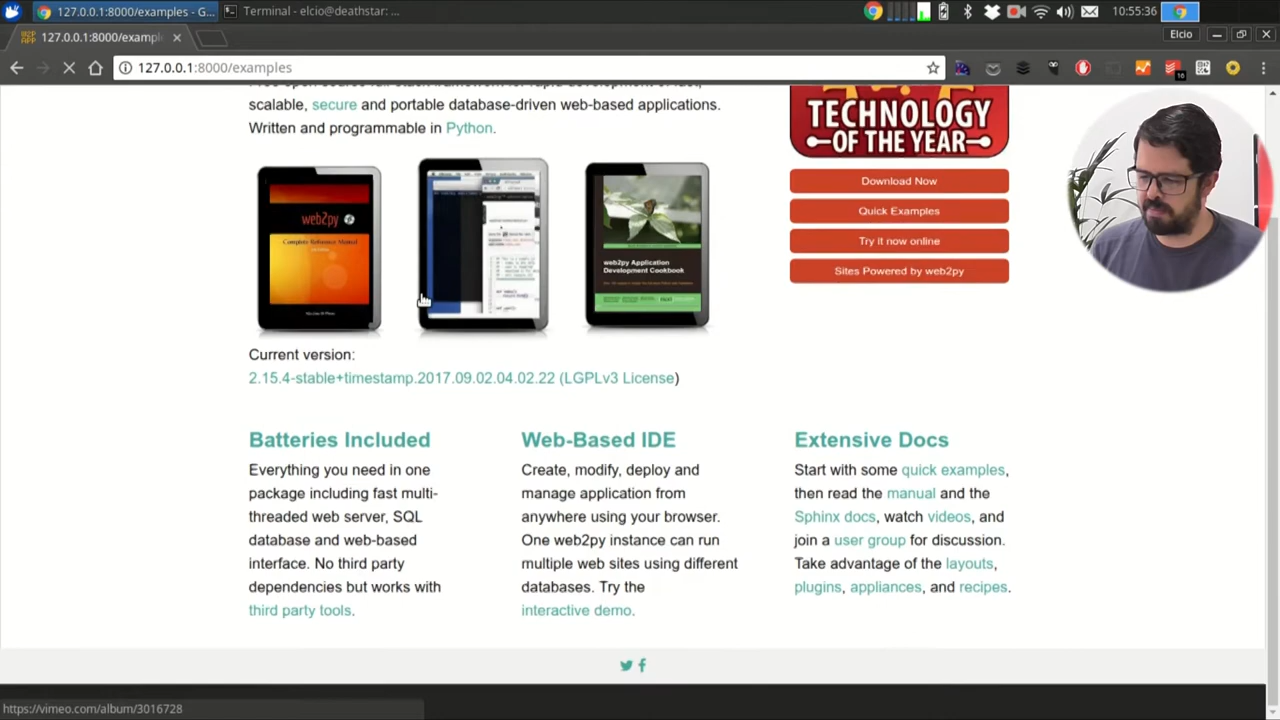 127.0.0.1:8000/examples - G...
Terminal - elcio@deathstar: ...
10:55:36
127.0.0.1:8000/exampl
Elcio
127.0.0.1:8000/examples
16
scalable, secure and portable database-driven web-based applications.
Written and programmable in Python.
TECHNOLOGY
OF THE YEAR
Download Now
Quick Examples
Try it now online
Sites Powered by web2py
web2py
Complete Reference Manual
web2py Application
Development Cookbook
Current version:
2.15.4-stable+timestamp.2017.09.02.04.02.22 (LGPLv3 License)
Batteries Included
Everything you need in one
package including fast multi-
threaded web server, SQL
database and web-based
interface. No third party
dependencies but works with
third party tools.
Web-Based IDE
Create, modify, deploy and
manage application from
anywhere using your browser.
One web2py instance can run
multiple web sites using different
databases. Try the
interactive demo.
Extensive Docs
Start with some quick examples,
then read the manual and the
Sphinx docs, watch videos, and
join a user group for discussion.
Take advantage of the layouts,
plugins, appliances, and recipes.
https://vimeo.com/album/3016728